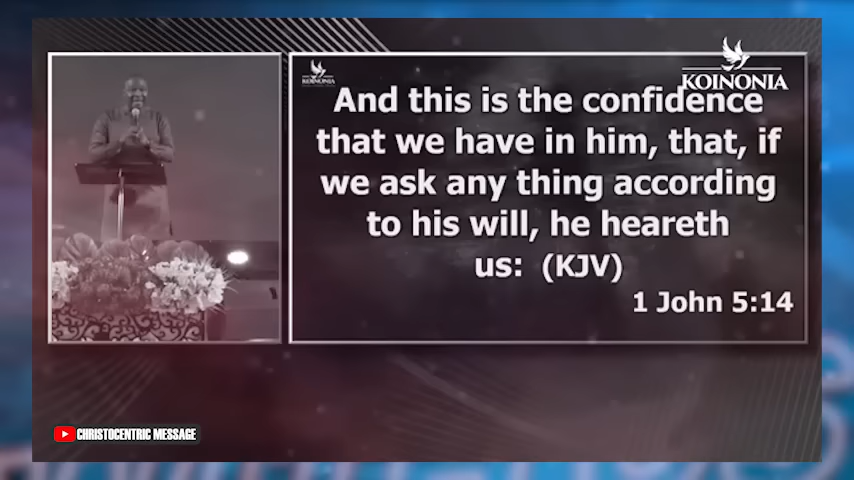 KOINONIA
KOINONIA
And this is the confidence
that we have in him, that, if
we ask any thing according
to his will, he heareth
us: (KJV)
1 John 5:14
CHRISTOCENTRIC MESSAGE